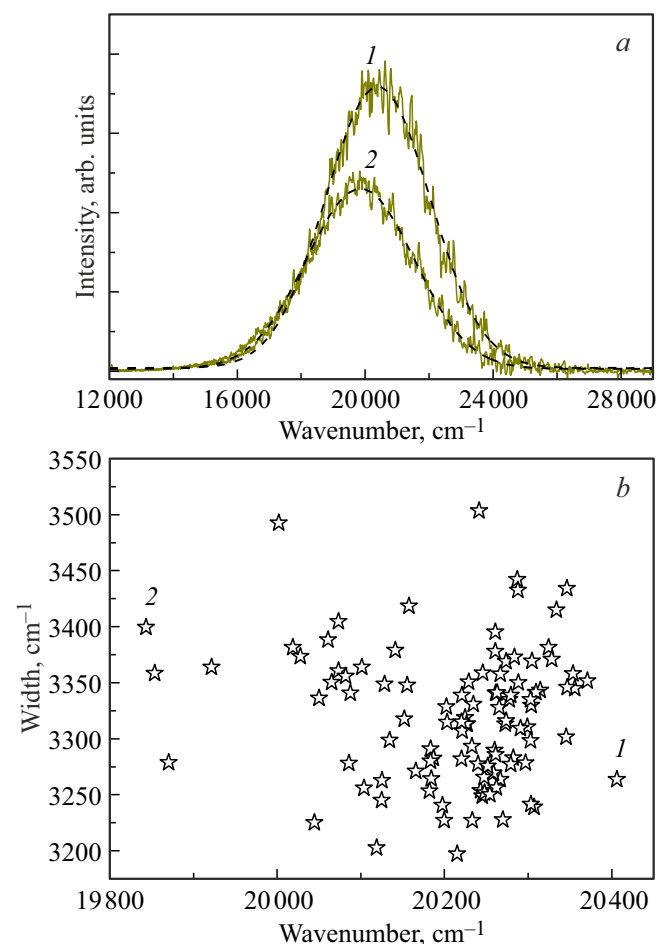 a
1
2
Intensity, arb. units
12000 16000 20000 24000 28000
Wavenumber, cm⁻¹
b
3550
3500
3450
3400
3350
3300
3250
3200
2
1
Width, cm⁻¹
19800 20000 20200 20400
Wavenumber, cm⁻¹